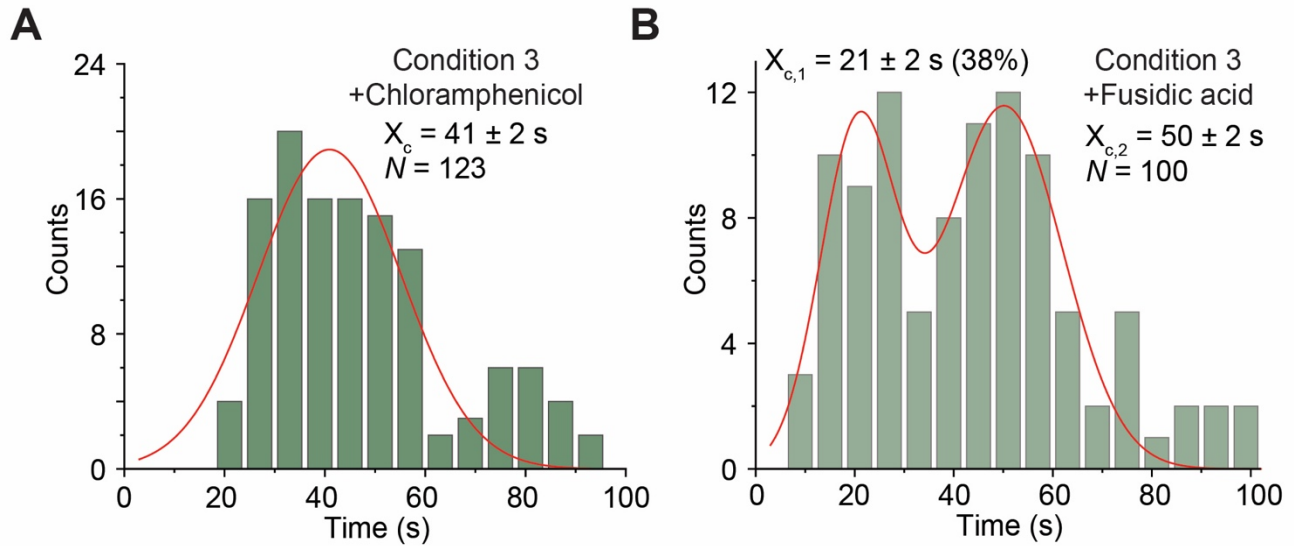 A
Condition 3
+Chloramphenicol
Xc = 41 ± 2 s
N = 123
24
16
8
0
Counts
0 20 40 60 80 100
Time (s)
B
Xc,1 = 21 ± 2 s (38%)
Condition 3
+Fusidic acid
Xc,2 = 50 ± 2 s
N = 100
12
8
4
0
Counts
0 20 40 60 80 100
Time (s)